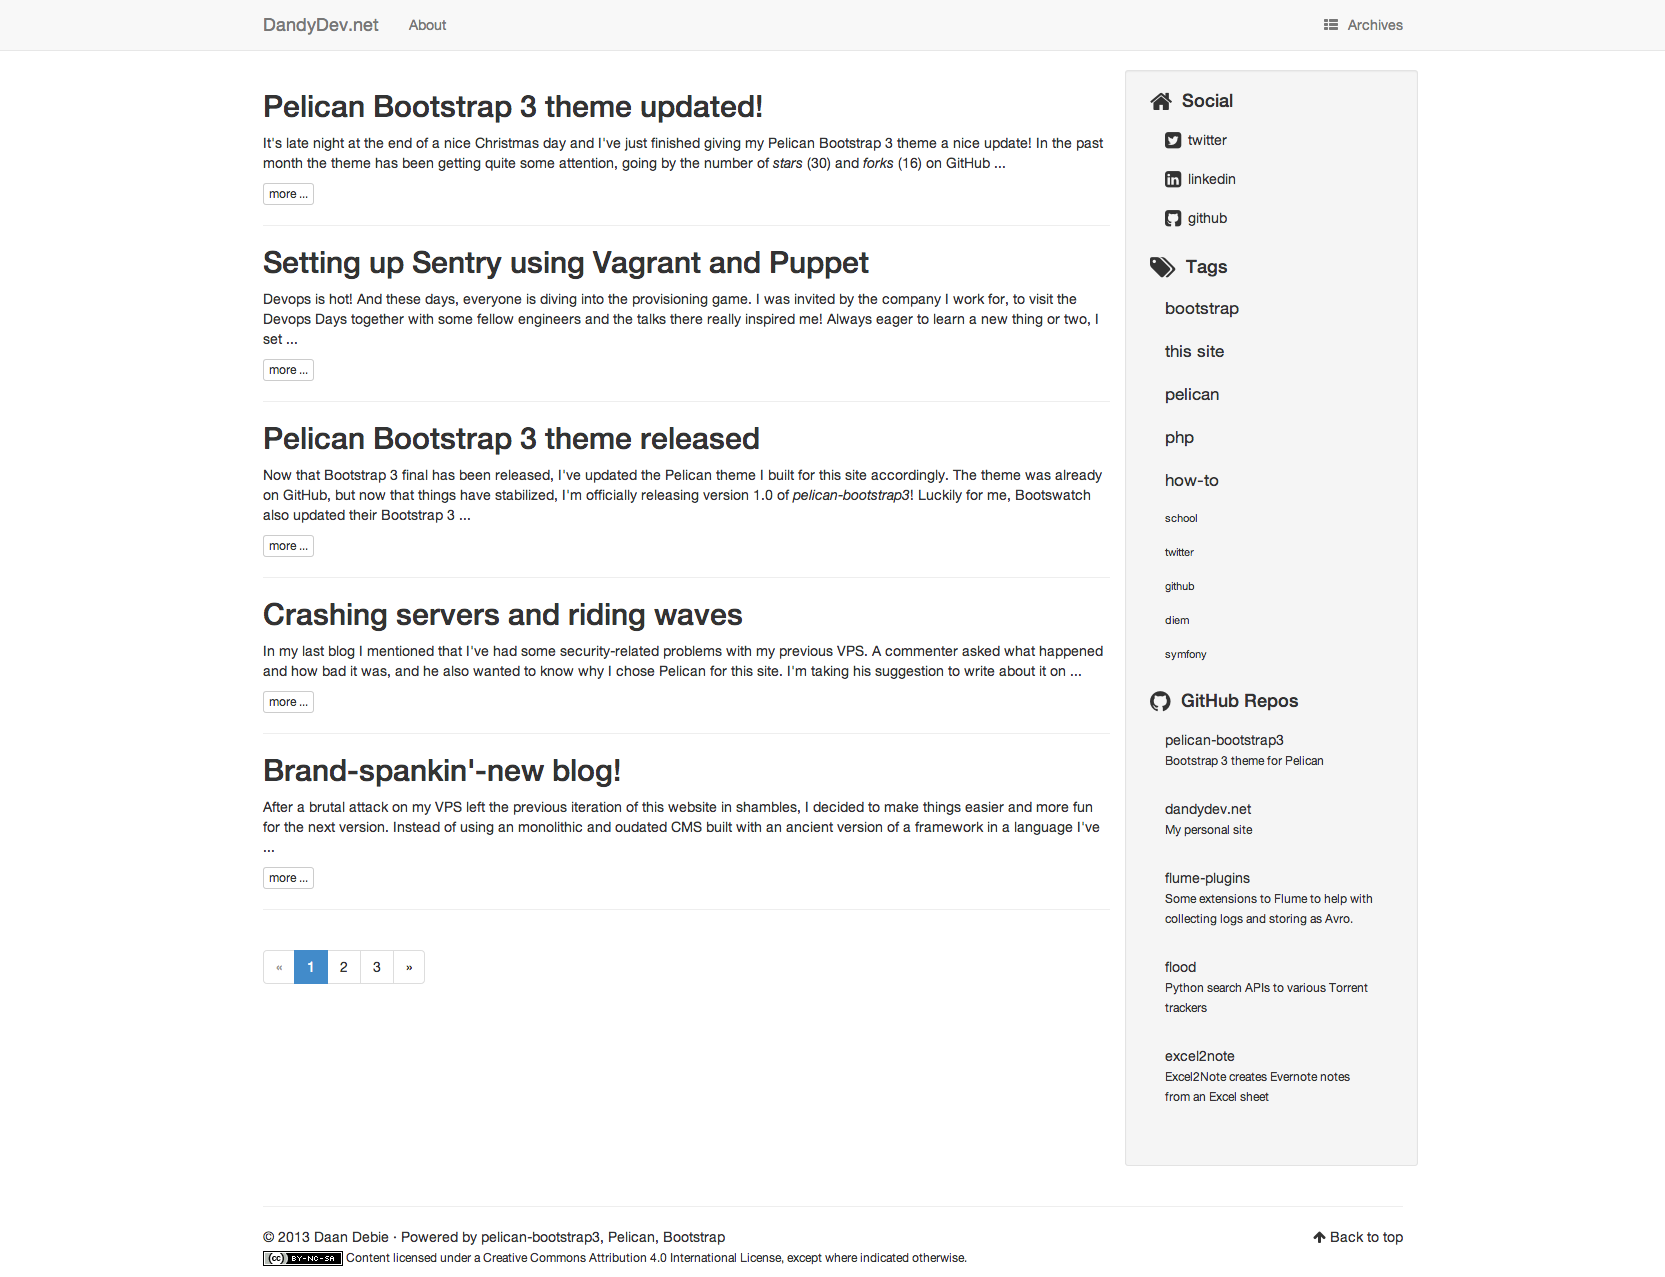 DandyDev.net About Archives
Pelican Bootstrap 3 theme updated!
It's late night at the end of a nice Christmas day and I've just finished giving my Pelican Bootstrap 3 theme a nice update! In the past
month the theme has been getting quite some attention, going by the number of stars (30) and forks (16) on GitHub ...
more ...
Setting up Sentry using Vagrant and Puppet
Devops is hot! And these days, everyone is diving into the provisioning game. I was invited by the company I work for, to visit the
Devops Days together with some fellow engineers and the talks there really inspired me! Always eager to learn a new thing or two, I
set ...
more ...
Pelican Bootstrap 3 theme released
Now that Bootstrap 3 final has been released, I've updated the Pelican theme I built for this site accordingly. The theme was already
on GitHub, but now that things have stabilized, I'm officially releasing version 1.0 of pelican-bootstrap3! Luckily for me, Bootswatch
also updated their Bootstrap 3 ...
more ...
Crashing servers and riding waves
In my last blog I mentioned that I've had some security-related problems with my previous VPS. A commenter asked what happened
and how bad it was, and he also wanted to know why I chose Pelican for this site. I'm taking his suggestion to write about it on ...
more ...
Brand-spankin'-new blog!
After a brutal attack on my VPS left the previous iteration of this website in shambles, I decided to make things easier and more fun
for the next version. Instead of using an monolithic and oudated CMS built with an ancient version of a framework in a language I've
...
more ...
« 1 2 3 »
Social
twitter
linkedin
github
Tags
bootstrap
this site
pelican
php
how-to
school
twitter
github
diem
symfony
GitHub Repos
pelican-bootstrap3
Bootstrap 3 theme for Pelican
dandydev.net
My personal site
flume-plugins
Some extensions to Flume to help with
collecting logs and storing as Avro.
flood
Python search APIs to various Torrent
trackers
excel2note
Excel2Note creates Evernote notes
from an Excel sheet
© 2013 Daan Debie · Powered by pelican-bootstrap3, Pelican, Bootstrap Back to top
(cc) BY-NC-SA Content licensed under a Creative Commons Attribution 4.0 International License, except where indicated otherwise.